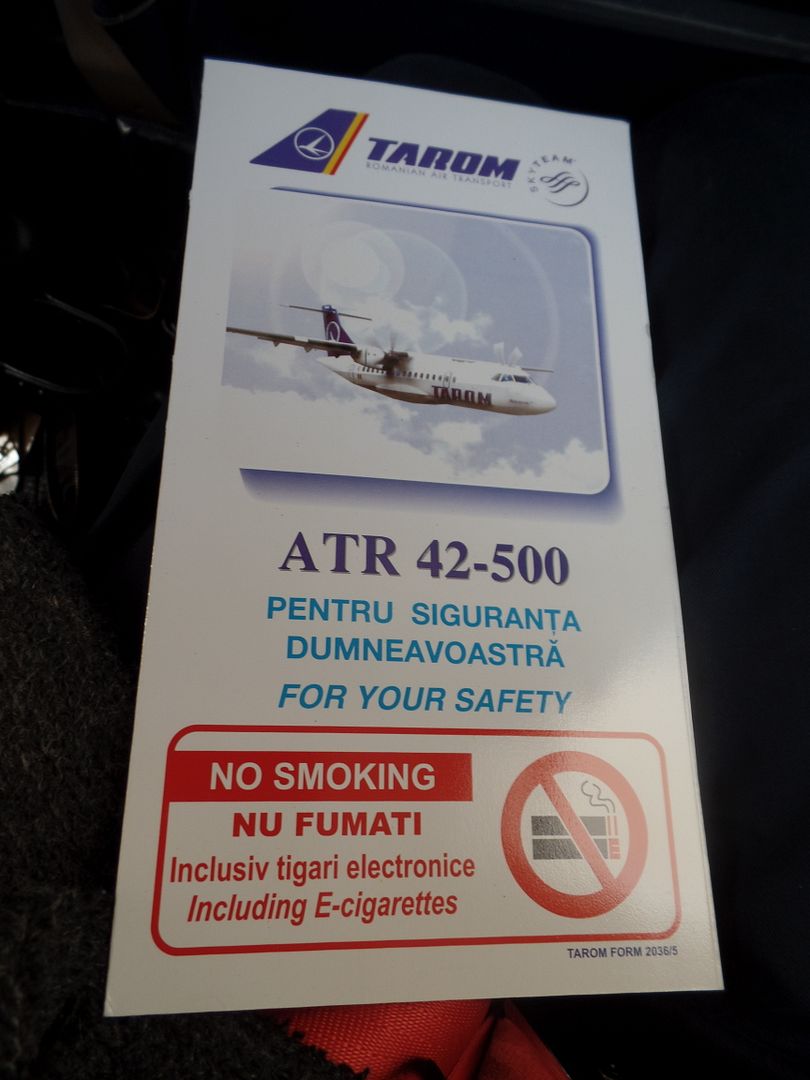 TAROM
ROMANIAN AIR TRANSPORT
SKYTEAM
TAROM
ATR 42-500
PENTRU SIGURANȚA
DUMNEAVOASTRĂ
FOR YOUR SAFETY
NO SMOKING
NU FUMATI
Inclusiv tigari electronice
Including E-cigarettes
TAROM FORM 2036/5